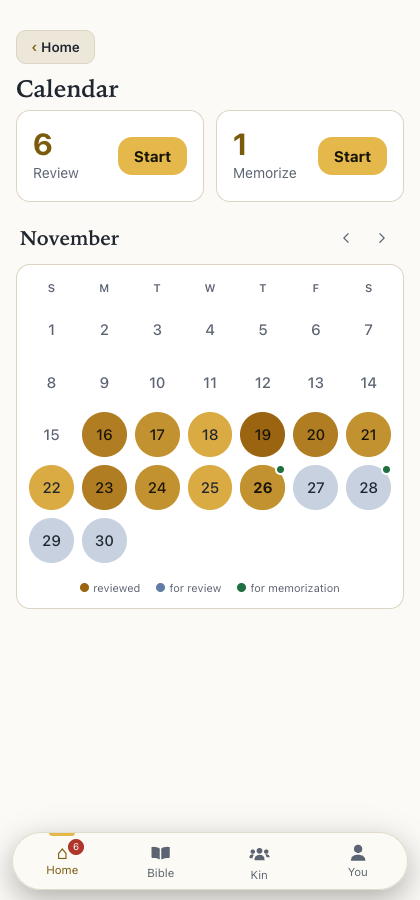 ‹ Home
Calendar
6
Review
Start
1
Memorize
Start
November
S M T W T F S
1 2 3 4 5 6 7
8 9 10 11 12 13 14
15 16 17 18 19 20 21
22 23 24 25 26 27 28
29 30
reviewed for review for memorization
6
Home Bible Kin You